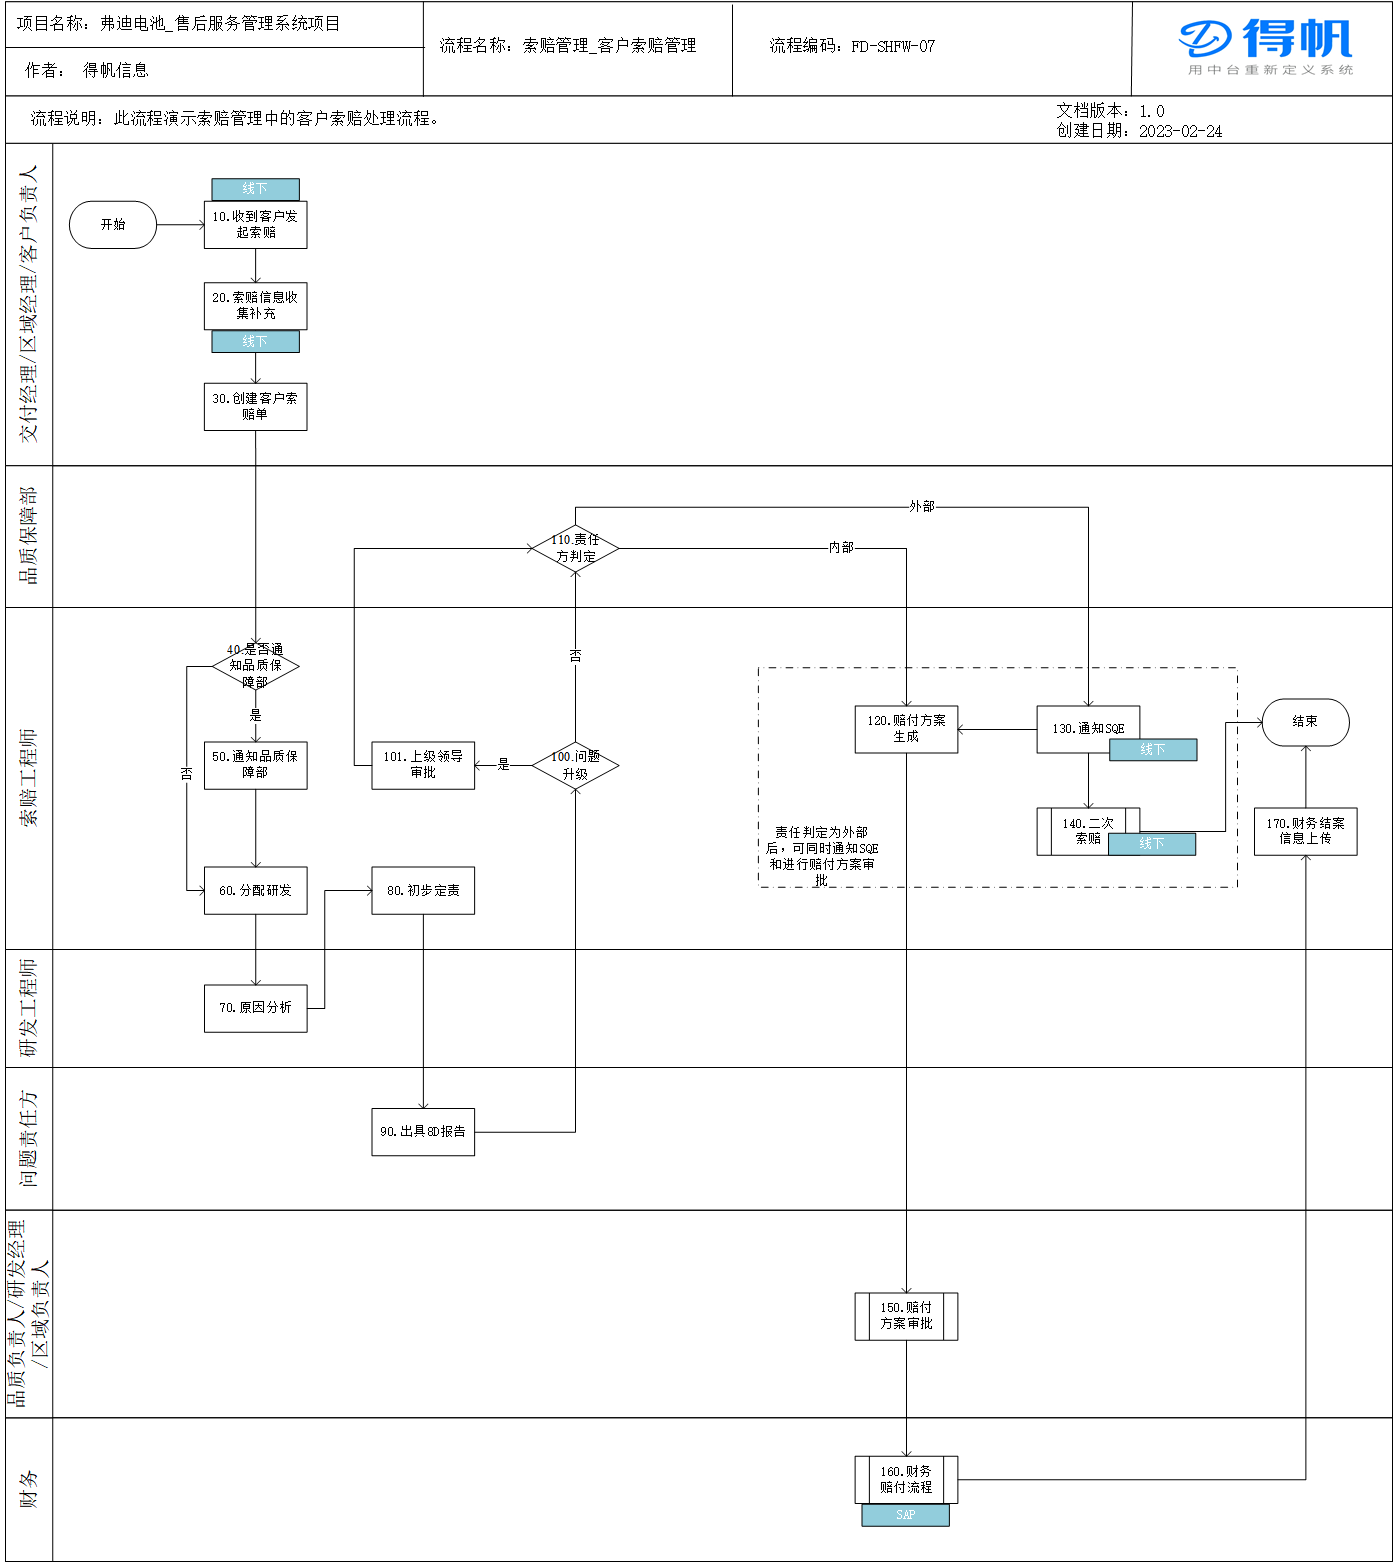 项目名称：弗迪电池_售后服务管理系统项目
作者： 得帆信息
流程名称：索赔管理_客户索赔管理
流程编码：FD-SHFW-07
得帆
用中台重新定义系统
流程说明：此流程演示索赔管理中的客户索赔处理流程。
文档版本：1.0
创建日期：2023-02-24
交付经理/区域经理/客户负责人
开始
线下
10.收到客户发
起索赔
20.索赔信息收
集补充
线下
30.创建客户索
赔单
品质保障部
110.责任
方判定
外部
内部
索赔工程师
40.是否通
知品质保
障部
是
否
50.通知品质保
障部
60.分配研发
80.初步定责
101.上级领导
审批
是
100.问题
升级
否
120.赔付方案
生成
130.通知SQE
线下
140.二次
索赔
线下
责任判定为外部
后，可同时通知SQE
和进行赔付方案审
批
结束
170.财务结案
信息上传
研发工程师
70.原因分析
问题责任方
90.出具8D报告
品质负责人/研发经理
/区域负责人
150.赔付
方案审批
财务
160.财务
赔付流程
SAP